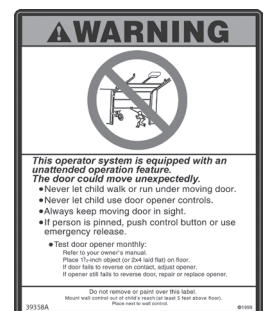 WARNING
This operator system is equipped with an
unattended operation feature.
The door could move unexpectedly.
●Never let child walk or run under moving door.
●Never let child use door opener controls.
●Always keep moving door in sight.
●If person is pinned, push control button or use
emergency release.
●Test door opener monthly:
Refer to your owner's manual.
Place 1½-inch object (or 2x4 laid flat) on floor.
If door fails to reverse on contact, adjust opener.
If opener still fails to reverse door, repair or replace opener.
Do not remove or paint over this label.
Mount wall control out of child's reach (at least 5 feet above floor).
Place next to wall control.
39358A ©1999